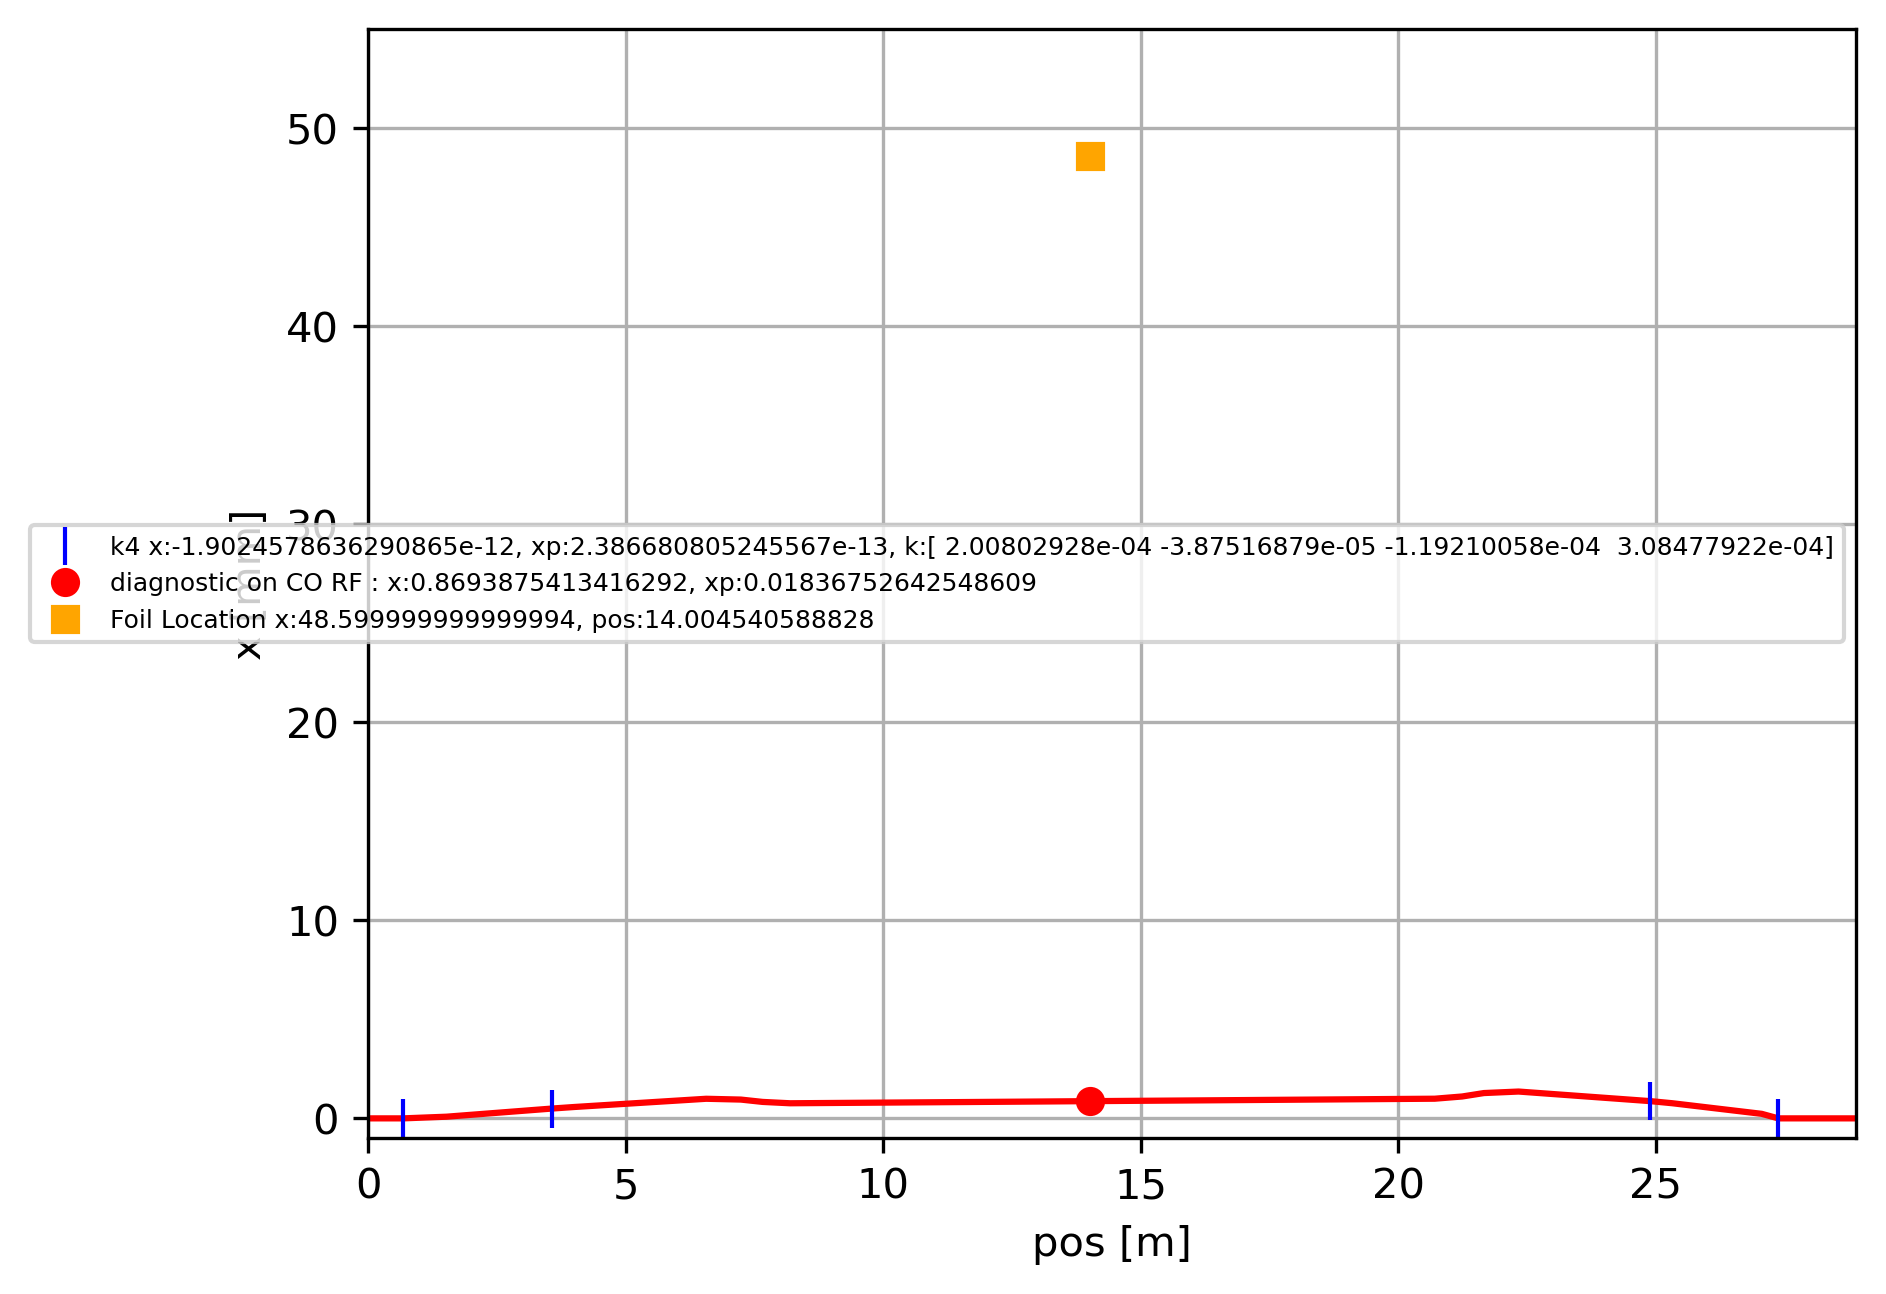 50
40
30
k4 x:-1.9024578636290865e-12, xp:2.386680805245567e-13, k:[ 2.00802928e-04 -3.87516879e-05 -1.19210058e-04  3.08477922e-04]
diagnostic on CO RF : x:0.8693875413416292, xp:0.01836752642548609
Foil Location x:48.599999999999994, pos:14.004540588828
x [mm]
20
10
0
0 5 10 15 20 25
pos [m]